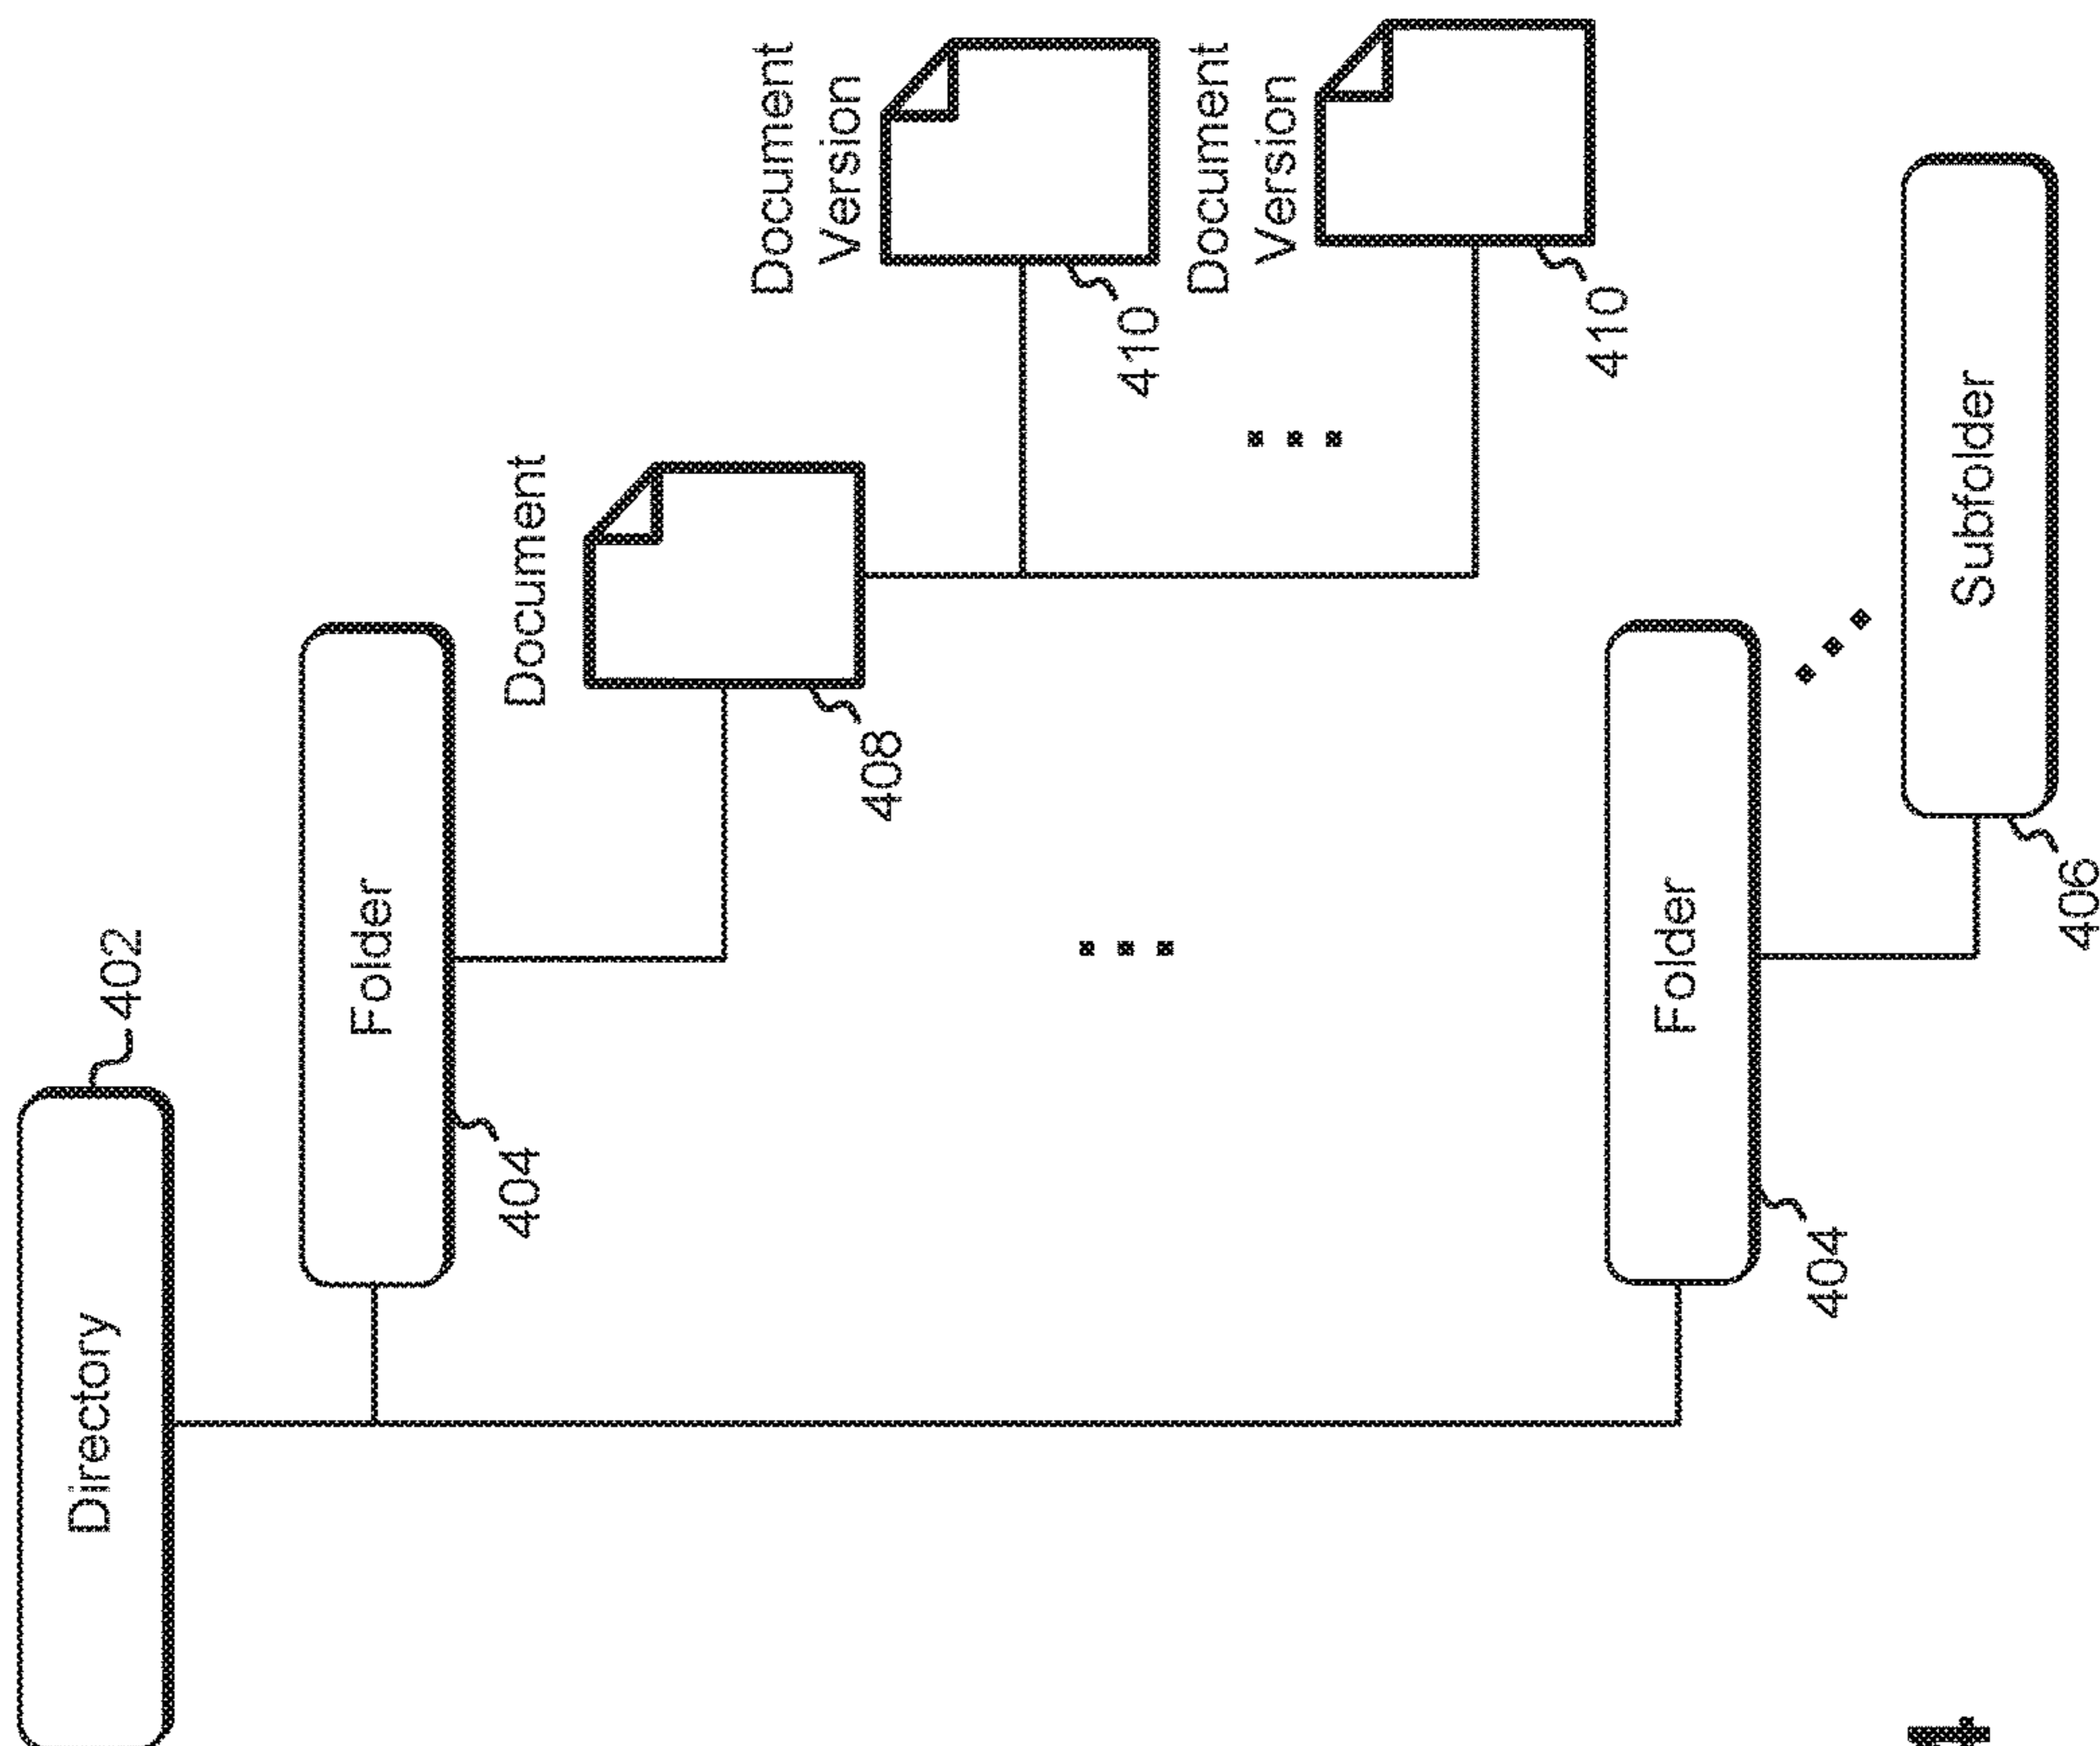 Directory
402
Folder
404
Document
408
Document
Version
410
Document
Version
410
Folder
404
Subfolder
406